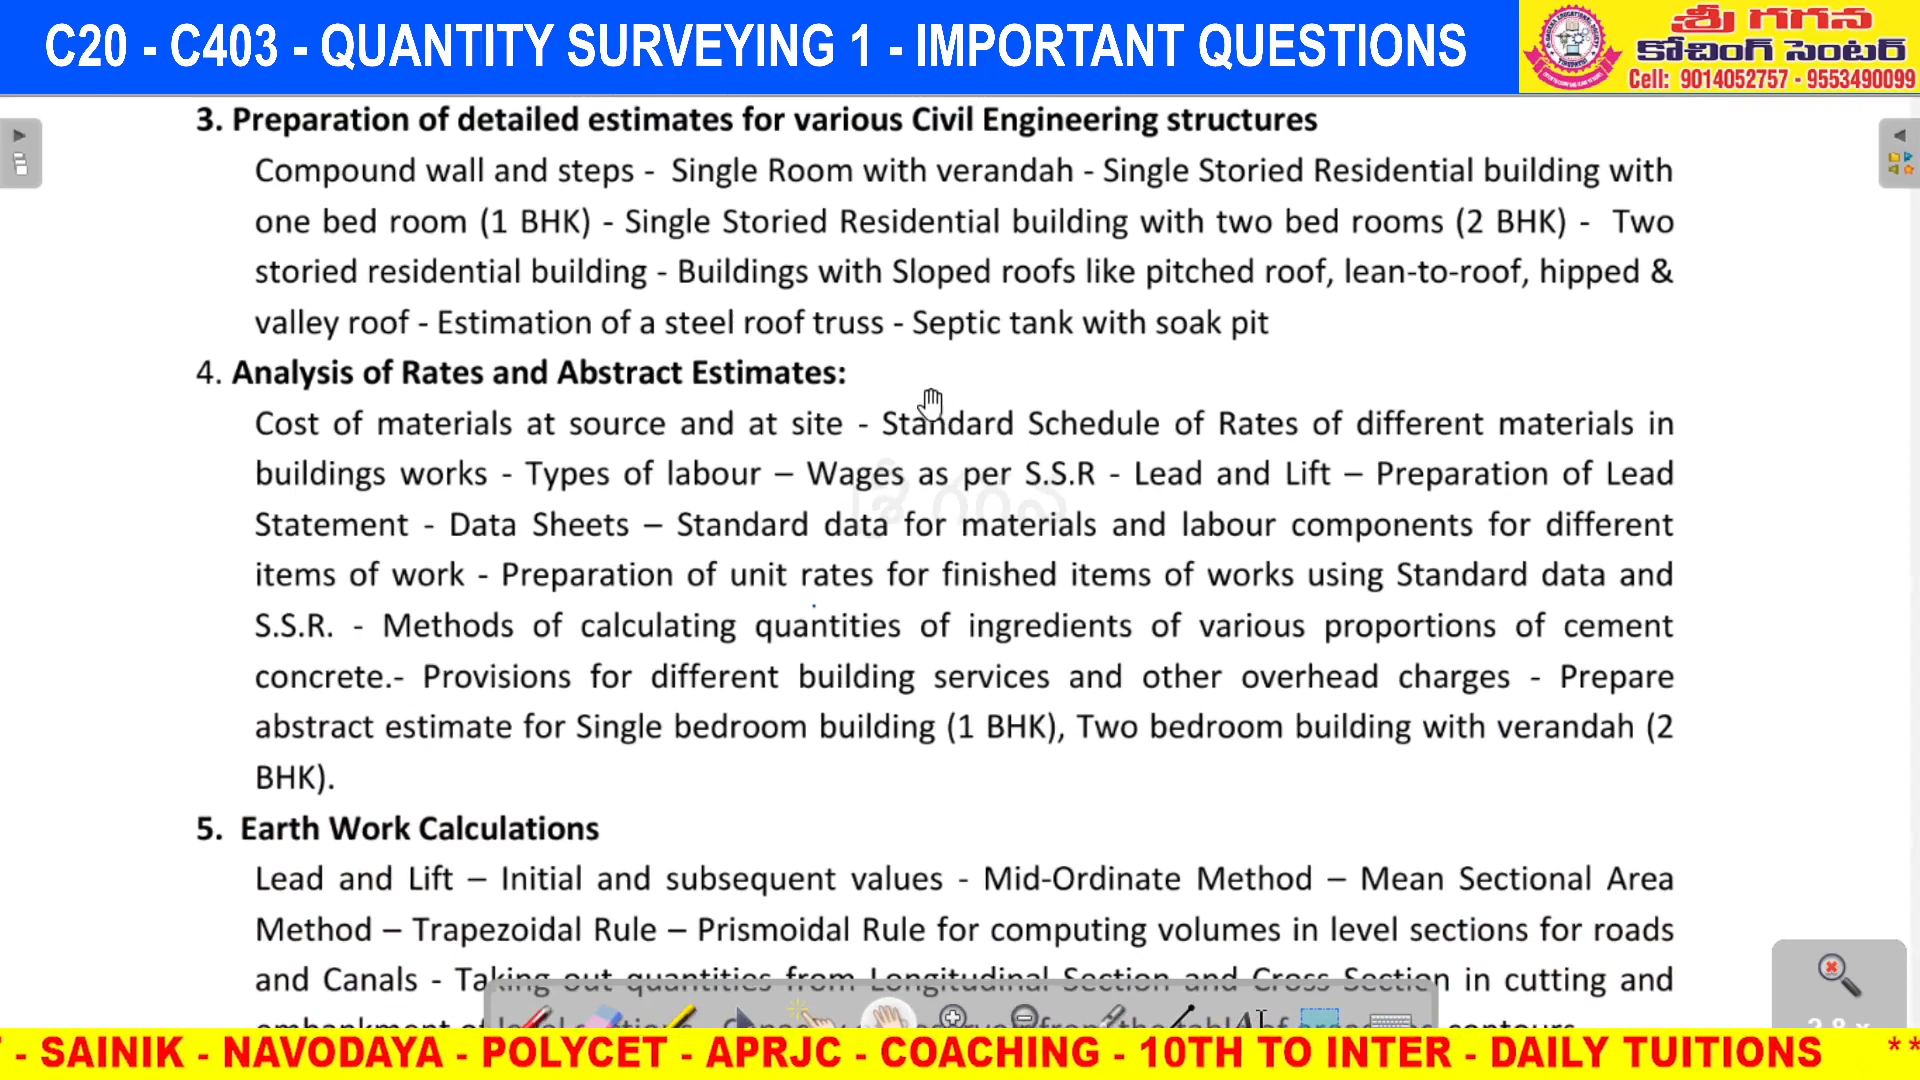 C20 - C403 - QUANTITY SURVEYING 1 - IMPORTANT QUESTIONS
శ్రీ గగన
కోచింగ్ సెంటర్
Cell: 9014052757 - 9553490099
3. Preparation of detailed estimates for various Civil Engineering structures
Compound wall and steps - Single Room with verandah - Single Storied Residential building with
one bed room (1 BHK) - Single Storied Residential building with two bed rooms (2 BHK) - Two
storied residential building - Buildings with Sloped roofs like pitched roof, lean-to-roof, hipped &
valley roof - Estimation of a steel roof truss - Septic tank with soak pit
4. Analysis of Rates and Abstract Estimates:
Cost of materials at source and at site - Standard Schedule of Rates of different materials in
buildings works - Types of labour – Wages as per S.S.R - Lead and Lift – Preparation of Lead
Statement - Data Sheets – Standard data for materials and labour components for different
items of work - Preparation of unit rates for finished items of works using Standard data and
S.S.R. - Methods of calculating quantities of ingredients of various proportions of cement
concrete.- Provisions for different building services and other overhead charges - Prepare
abstract estimate for Single bedroom building (1 BHK), Two bedroom building with verandah (2
BHK).
5. Earth Work Calculations
Lead and Lift – Initial and subsequent values - Mid-Ordinate Method – Mean Sectional Area
Method – Trapezoidal Rule – Prismoidal Rule for computing volumes in level sections for roads
and Canals - Taking out quantities from Longitudinal Section and Cross Section in cutting and
శ్రీ గగన
- SAINIK - NAVODAYA - POLYCET - APRJC - COACHING - 10TH TO INTER - DAILY TUITIONS **